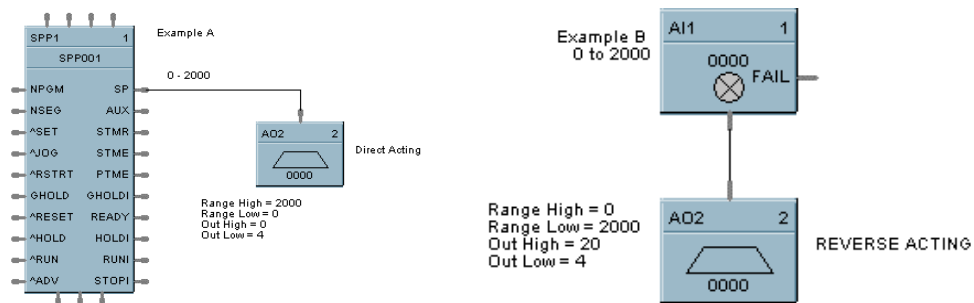 SPP1 1
SPP001
NPGM SP
NSEG AUX
^SET STMR
^JOG STME
^RSTRT PTME
GHOLD GHOLDI
^RESET READY
^HOLD HOLDI
^RUN RUNI
^ADV STOPI
Example A
0 - 2000
AO2 2
0000
Direct Acting
Range High = 2000
Range Low = 0
Out High = 0
Out Low = 4
Example B
0 to 2000
AI1 1
0000
FAIL
Range High = 0
Range Low = 2000
Out High = 20
Out Low = 4
AO2 2
0000
REVERSE ACTING